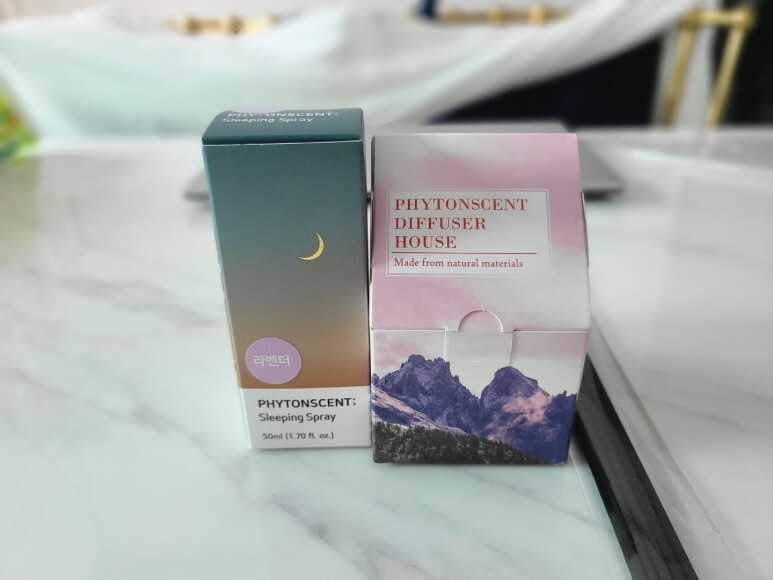 PHYTONSCENT;
Sleeping Spray
라벤더
PHYTONSCENT;
Sleeping Spray
50ml (1.70 fl. oz.)
PHYTONSCENT
DIFFUSER
HOUSE
Made from natural materials